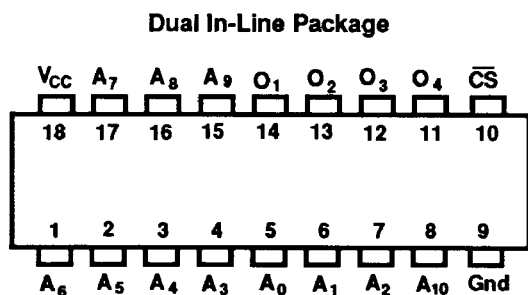 Dual In-Line Package
VCC A7 A8 A9 O1 O2 O3 O4 C̅S̅
18 17 16 15 14 13 12 11 10
1 2 3 4 5 6 7 8 9
A6 A5 A4 A3 A0 A1 A2 A10 Gnd